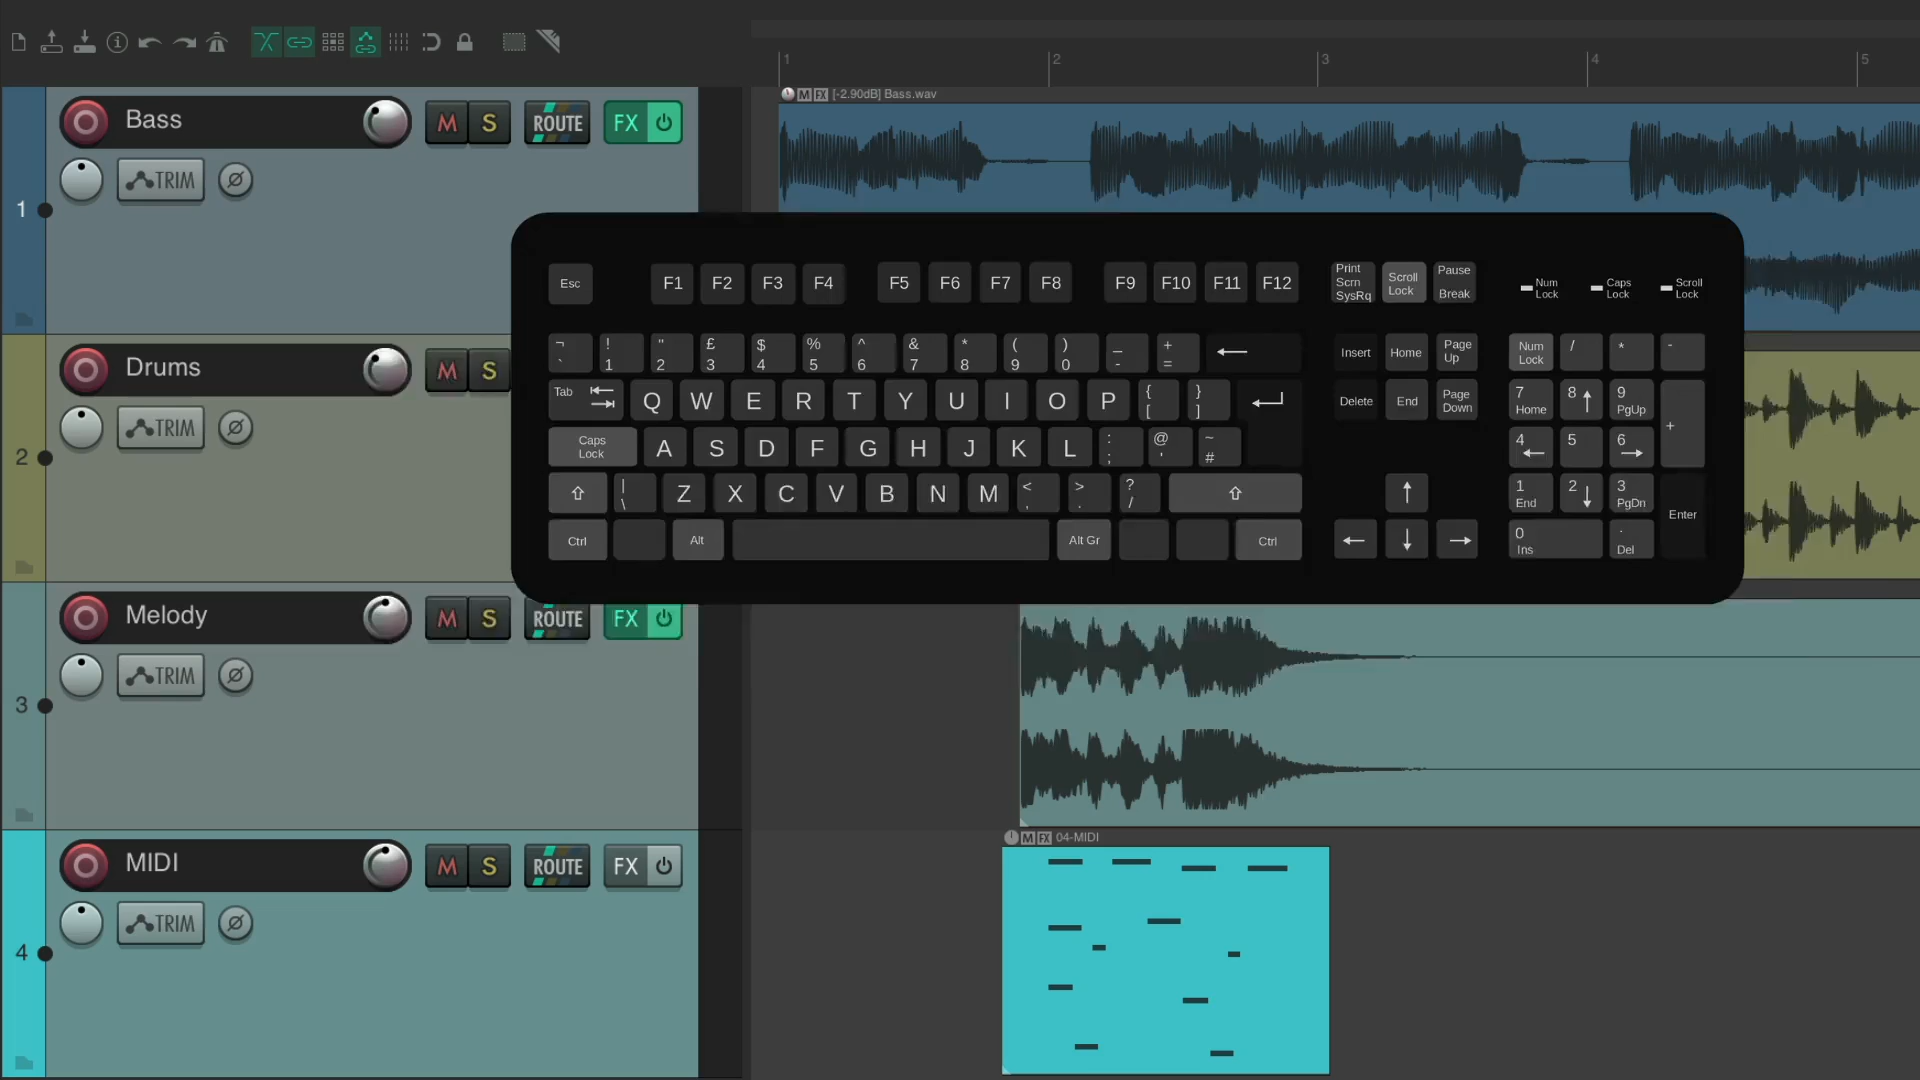 1 2 3 4 5
M FX [-2.90dB] Bass.wav
1 Bass M S ROUTE FX
TRIM
2 Drums M S
TRIM
3 Melody M S ROUTE FX
TRIM
M FX 04-MIDI
4 MIDI M S ROUTE FX
TRIM
Esc F1 F2 F3 F4 F5 F6 F7 F8 F9 F10 F11 F12
Print Scrn SysRq
Scroll Lock
Pause Break
Num Lock
Caps Lock
Scroll Lock
¬ ! " £ $ % ^ & * ( ) _ +
` 1 2 3 4 5 6 7 8 9 0 - =
Insert Home Page Up
Num Lock / * -
Tab Q W E R T Y U I O P { [ } ]
Delete End Page Down
7 Home 8 9 PgUp
+
Caps Lock A S D F G H J K L : ; @ ' ~ #
4 5 6
| \ Z X C V B N M < , > . ? /
1 End 2 3 PgDn
Enter
Ctrl Alt Alt Gr Ctrl
0 Ins . Del